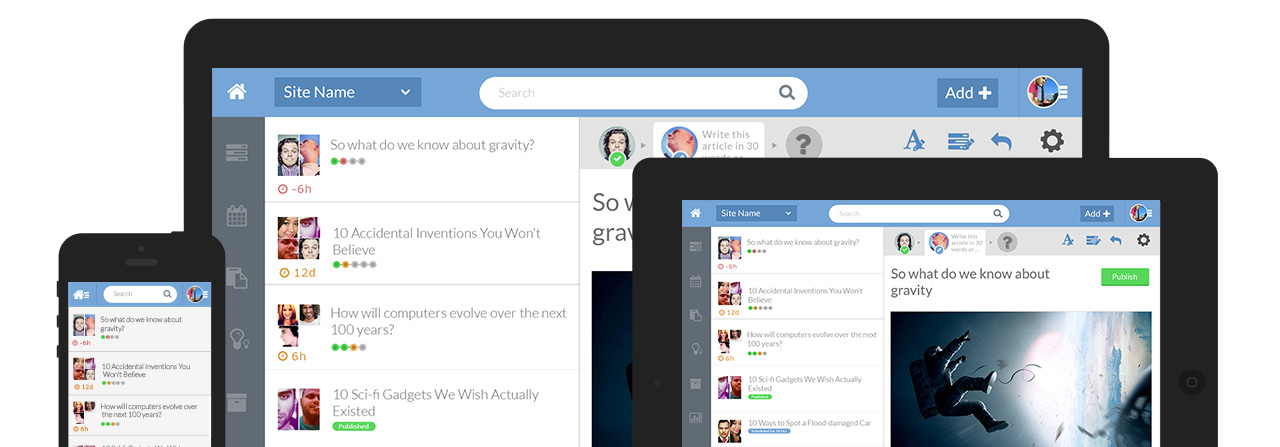 Site Name
Search
Add
So what do we know about gravity?
-6h
10 Accidental Inventions You Won't
Believe
12d
How will computers evolve over the next
100 years?
6h
10 Sci-fi Gadgets We Wish Actually
Existed
Published
Write this
article in 30
words or
?
So
grav
Search
So what do we know about
gravity?
-6h
10 Accidental Inventions You
Won't Believe
12d
How will computers evolve over
the next 100 years?
6h
Site Name
Search
Add
So what do we know about gravity?
-6h
10 Accidental Inventions You Won't
Believe
12d
How will computers evolve over the next
100 years?
6h
10 Sci-fi Gadgets We Wish Actually
Existed
Published
10 Ways to Spot a Flood-damaged Car
Write this
article in 30
words or ...
?
So what do we know about
gravity
Publish